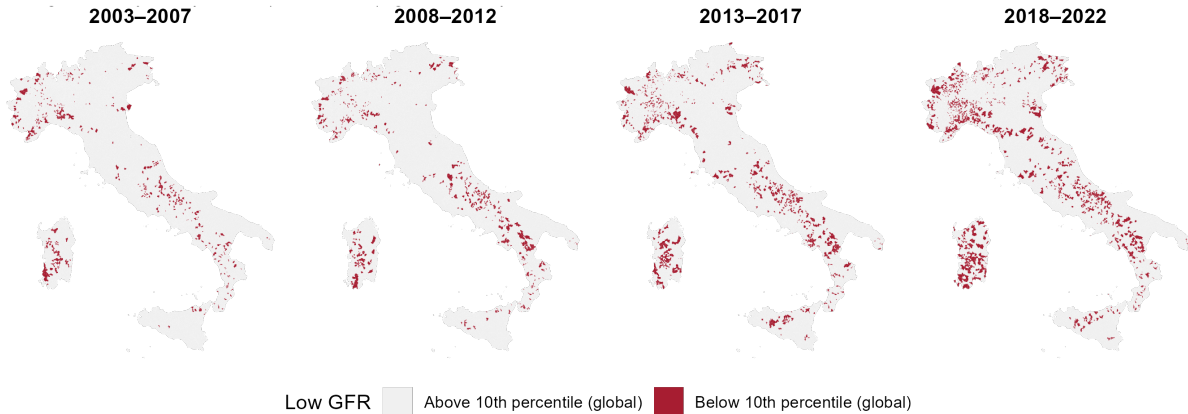 2003–2007
2008–2012
2013–2017
2018–2022
Low GFR
Above 10th percentile (global)
Below 10th percentile (global)